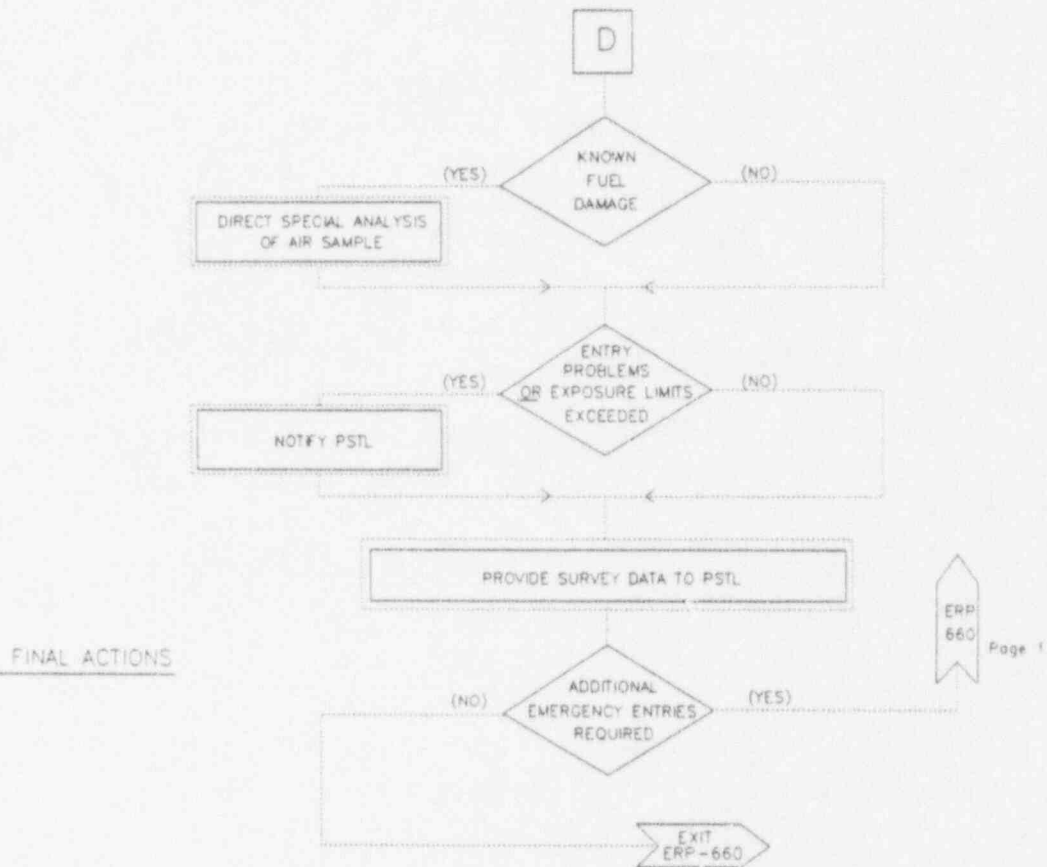 D
KNOWN
FUEL
DAMAGE
(YES)
(NO)
DIRECT SPECIAL ANALYSIS
OF AIR SAMPLE
ENTRY
PROBLEMS
OR EXPOSURE LIMITS
EXCEEDED
(YES)
(NO)
NOTIFY PSTL
PROVIDE SURVEY DATA TO PSTL
ERP
660
Page 1
FINAL ACTIONS
ADDITIONAL
EMERGENCY ENTRIES
REQUIRED
(NO)
(YES)
EXIT
ERP-660